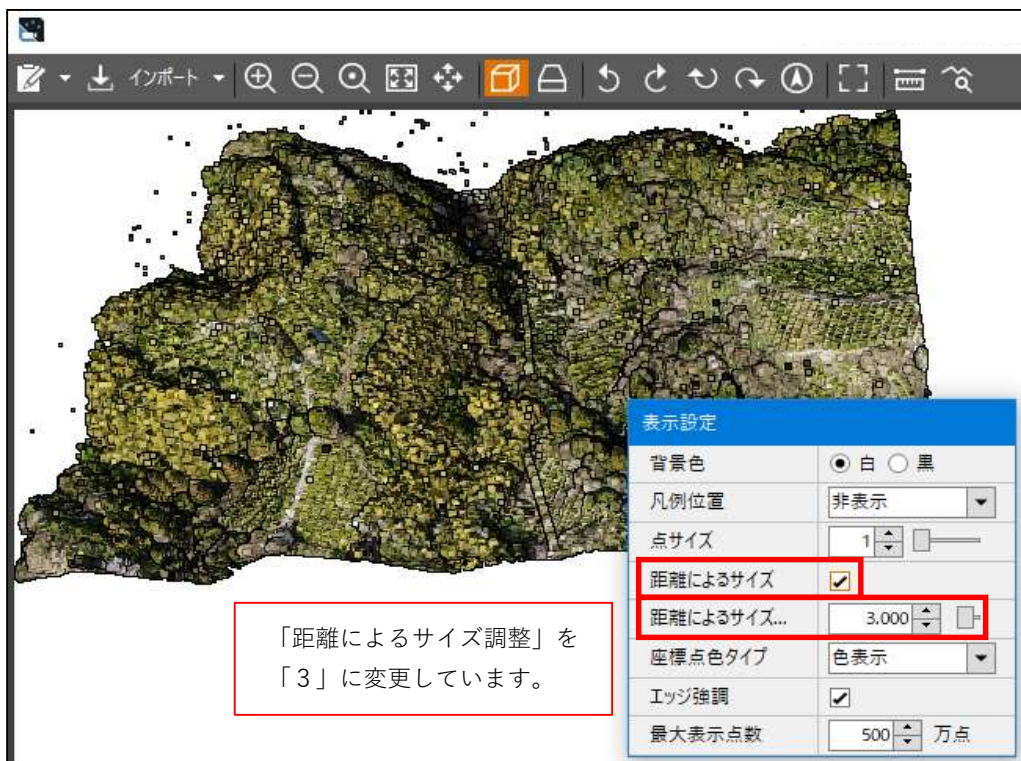 インポート
表示設定
背景色 白 黒
凡例位置 非表示
点サイズ 1
距離によるサイズ
距離によるサイズ... 3.000
座標点色タイプ 色表示
エッジ強調
最大表示点数 500 万点
「距離によるサイズ調整」を
「３」に変更しています。